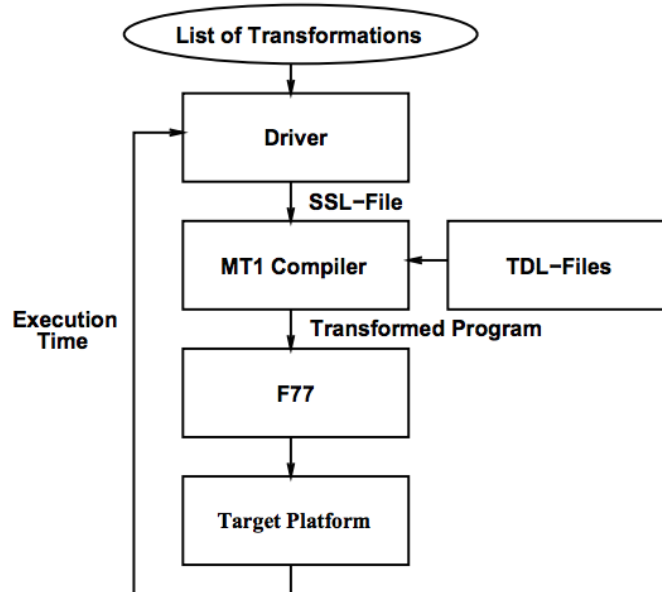 List of Transformations
Driver
SSL-File
MT1 Compiler
TDL-Files
Execution
Time
Transformed Program
F77
Target Platform